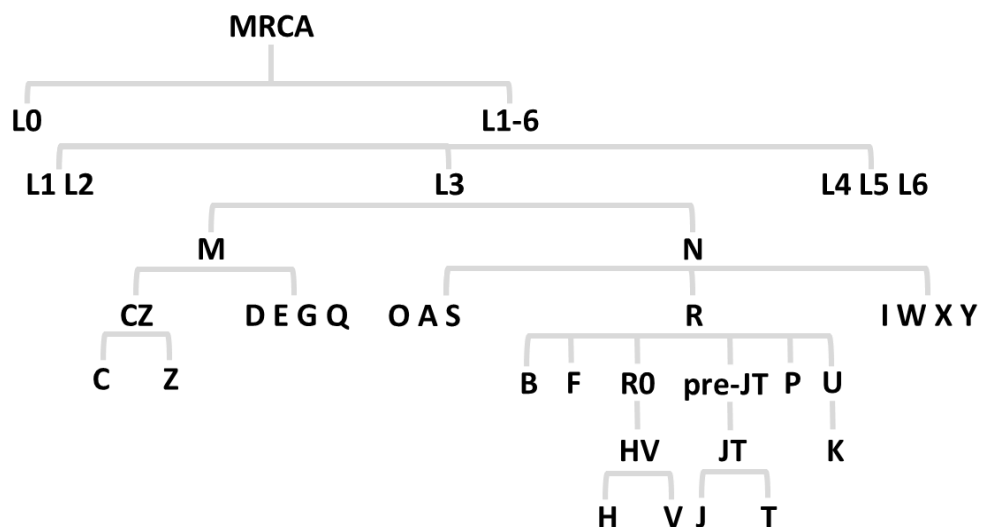 MRCA
L0 L1-6
L1 L2 L3 L4 L5 L6
M N
CZ D E G Q O A S R I W X Y
C Z B F R0 pre-JT P U
HV JT K
H V J T